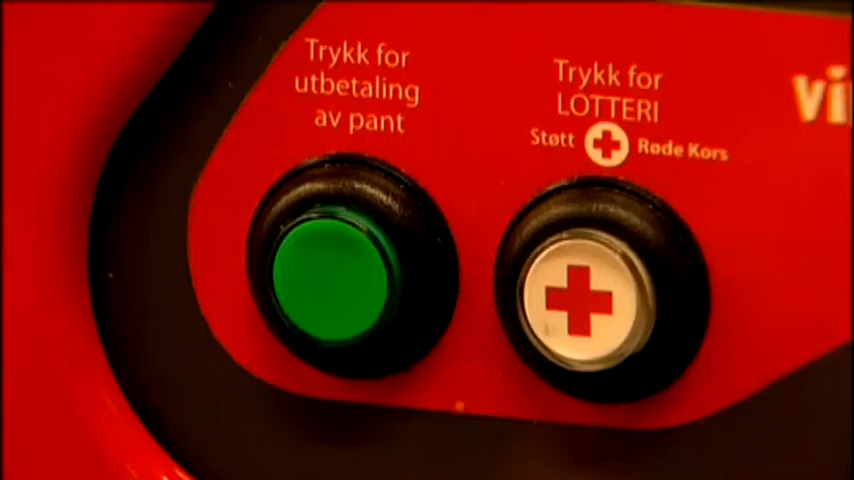 Trykk for
utbetaling
av pant
Trykk for
LOTTERI
Støtt Røde Kors